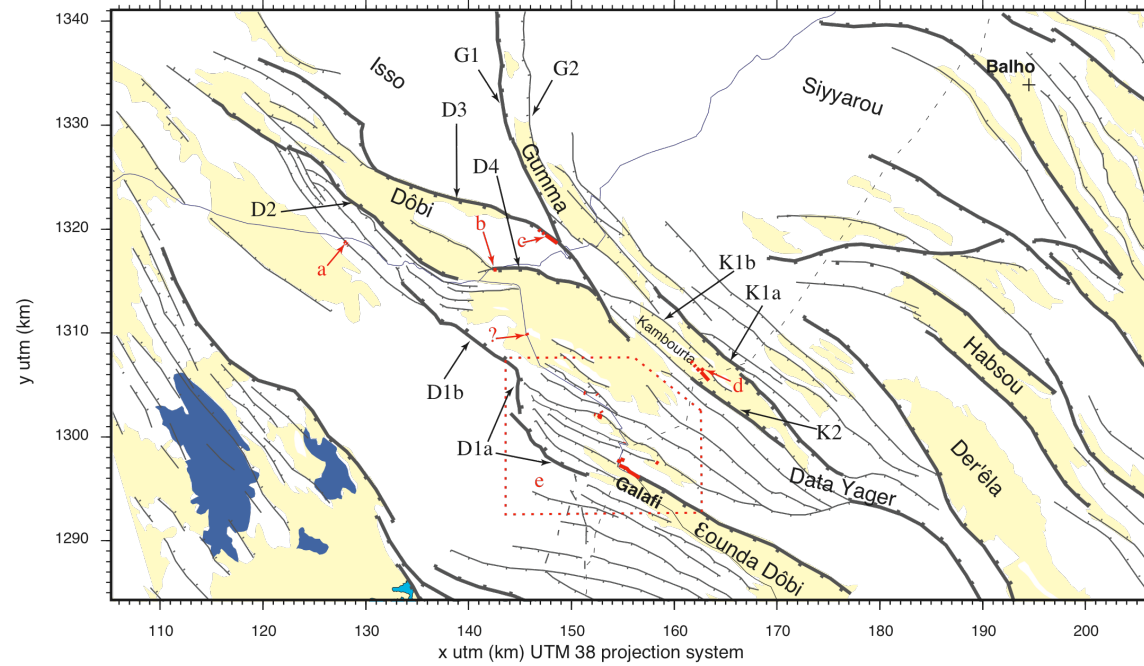 1340
1330
1320
1310
1300
1290
y utm (km)
110
120
130
140
150
160
170
180
190
200
x utm (km) UTM 38 projection system
Isso
G1
G2
Siyyarou
Balho
D3
D4
Gumma
Dôbi
D2
a
b
c
K1b
K1a
Kambourta
?
d
D1b
K2
Habsou
D1a
e
Galafi
Data Yager
Der'êla
εounda Dôbi